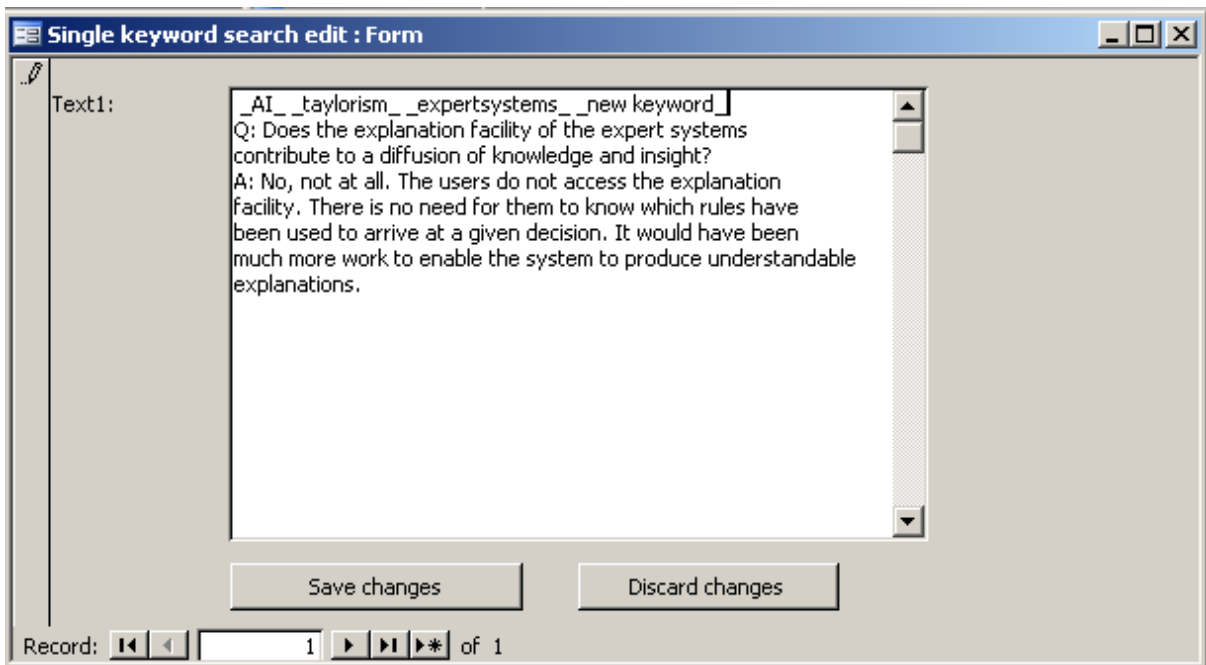 Single keyword search edit : Form
Text1:
_AI_ _taylorism_ _expertsystems_ _new keyword_
Q: Does the explanation facility of the expert systems
contribute to a diffusion of knowledge and insight?
A: No, not at all. The users do not access the explanation
facility. There is no need for them to know which rules have
been used to arrive at a given decision. It would have been
much more work to enable the system to produce understandable
explanations.
Save changes
Discard changes
Record: 1 of 1